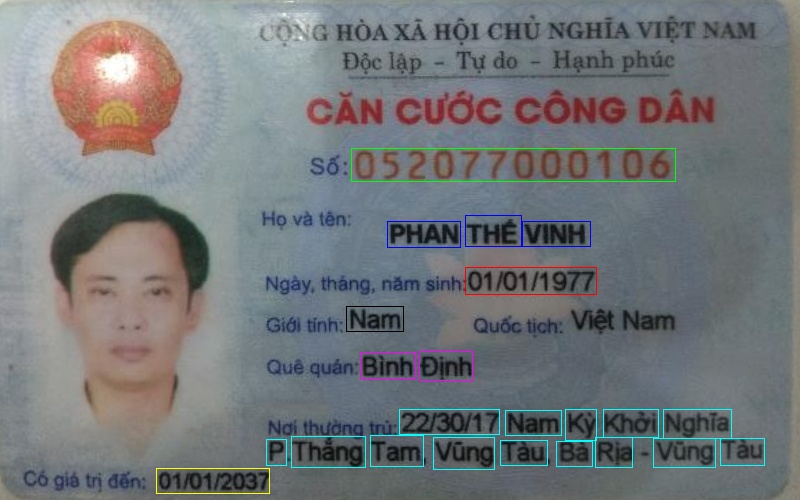 CỘNG HÒA XÃ HỘI CHỦ NGHĨA VIỆT NAM
Độc lập - Tự do - Hạnh phúc
CĂN CƯỚC CÔNG DÂN
Số: 052077000106
Họ và tên:
PHAN THẾ VINH
Ngày, tháng, năm sinh: 01/01/1977
Giới tính: Nam Quốc tịch: Việt Nam
Quê quán: Bình Định
Nơi thường trú: 22/30/17 Nam Kỳ Khởi Nghĩa
P.Thắng Tam, Vũng Tàu, Bà Rịa - Vũng Tàu
Có giá trị đến: 01/01/2037